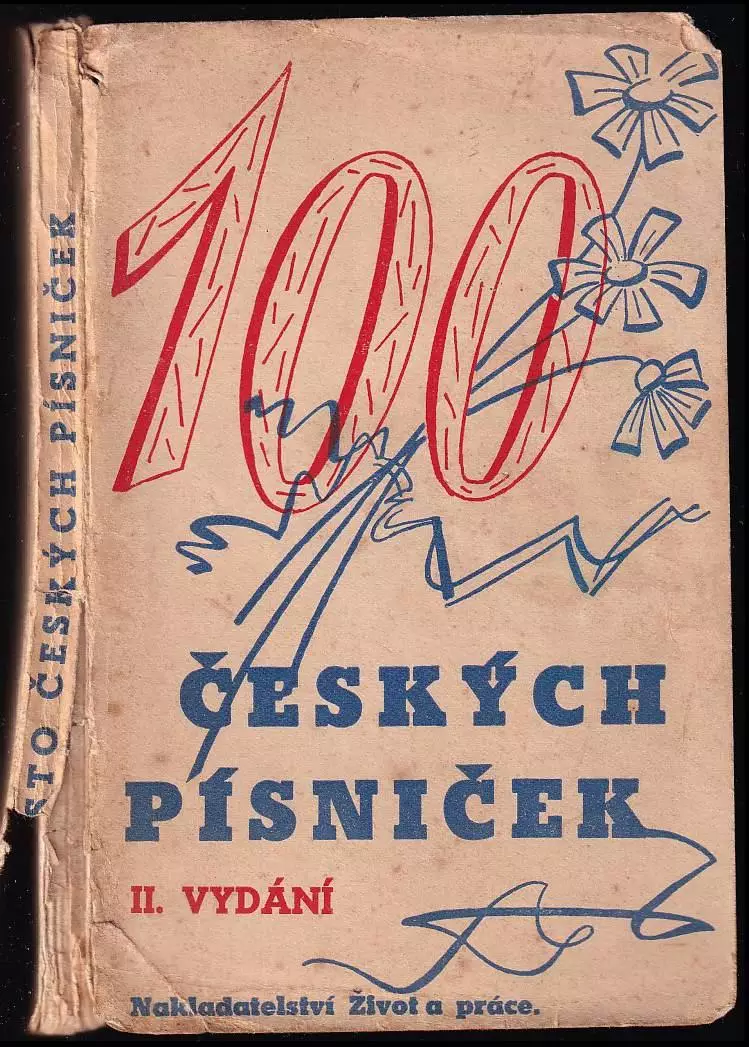 STO ČESKÝCH PÍSNIČEK
100
ČESKÝCH
PÍSNIČEK
II. VYDÁNÍ
Nakladatelství Život a práce.